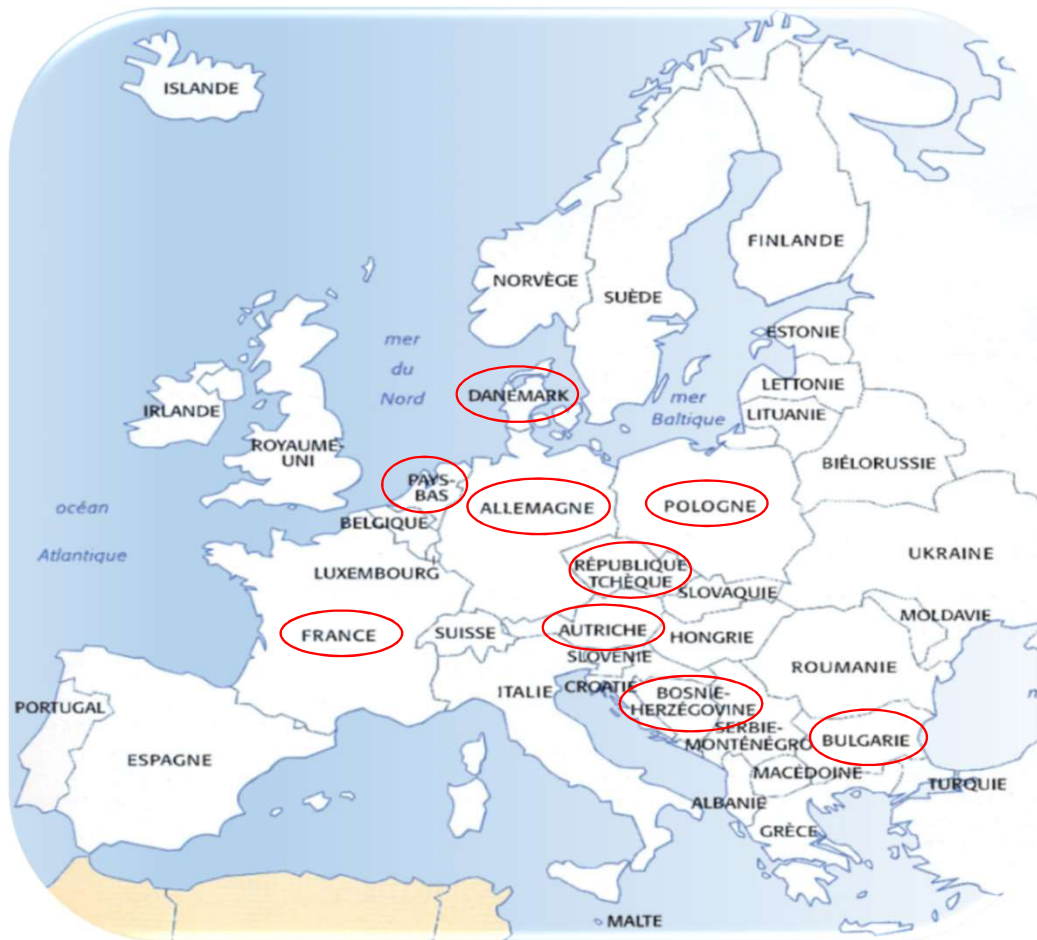 ISLANDE
FINLANDE
NORVÈGE
SUÈDE
ESTONIE
mer
du
Nord
LETTONIE
DANEMARK
mer
Baltique
LITUANIE
IRLANDE
ROYAUME-
UNI
BIÉLORUSSIE
PAYS-
BAS
ALLEMAGNE
POLOGNE
océan
Atlantique
BELGIQUE
UKRAINE
LUXEMBOURG
RÉPUBLIQUE
TCHÈQUE
SLOVAQUIE
MOLDAVIE
FRANCE
SUISSE
AUTRICHE
HONGRIE
SLOVÉNIE
ROUMANIE
ITALIE
CROATIE
BOSNIE-
HERZÉGOVINE
PORTUGAL
SERBIE-
MONTÉNÉGRO
BULGARIE
ESPAGNE
MACÉDOINE
TURQUIE
ALBANIE
GRÈCE
MALTE